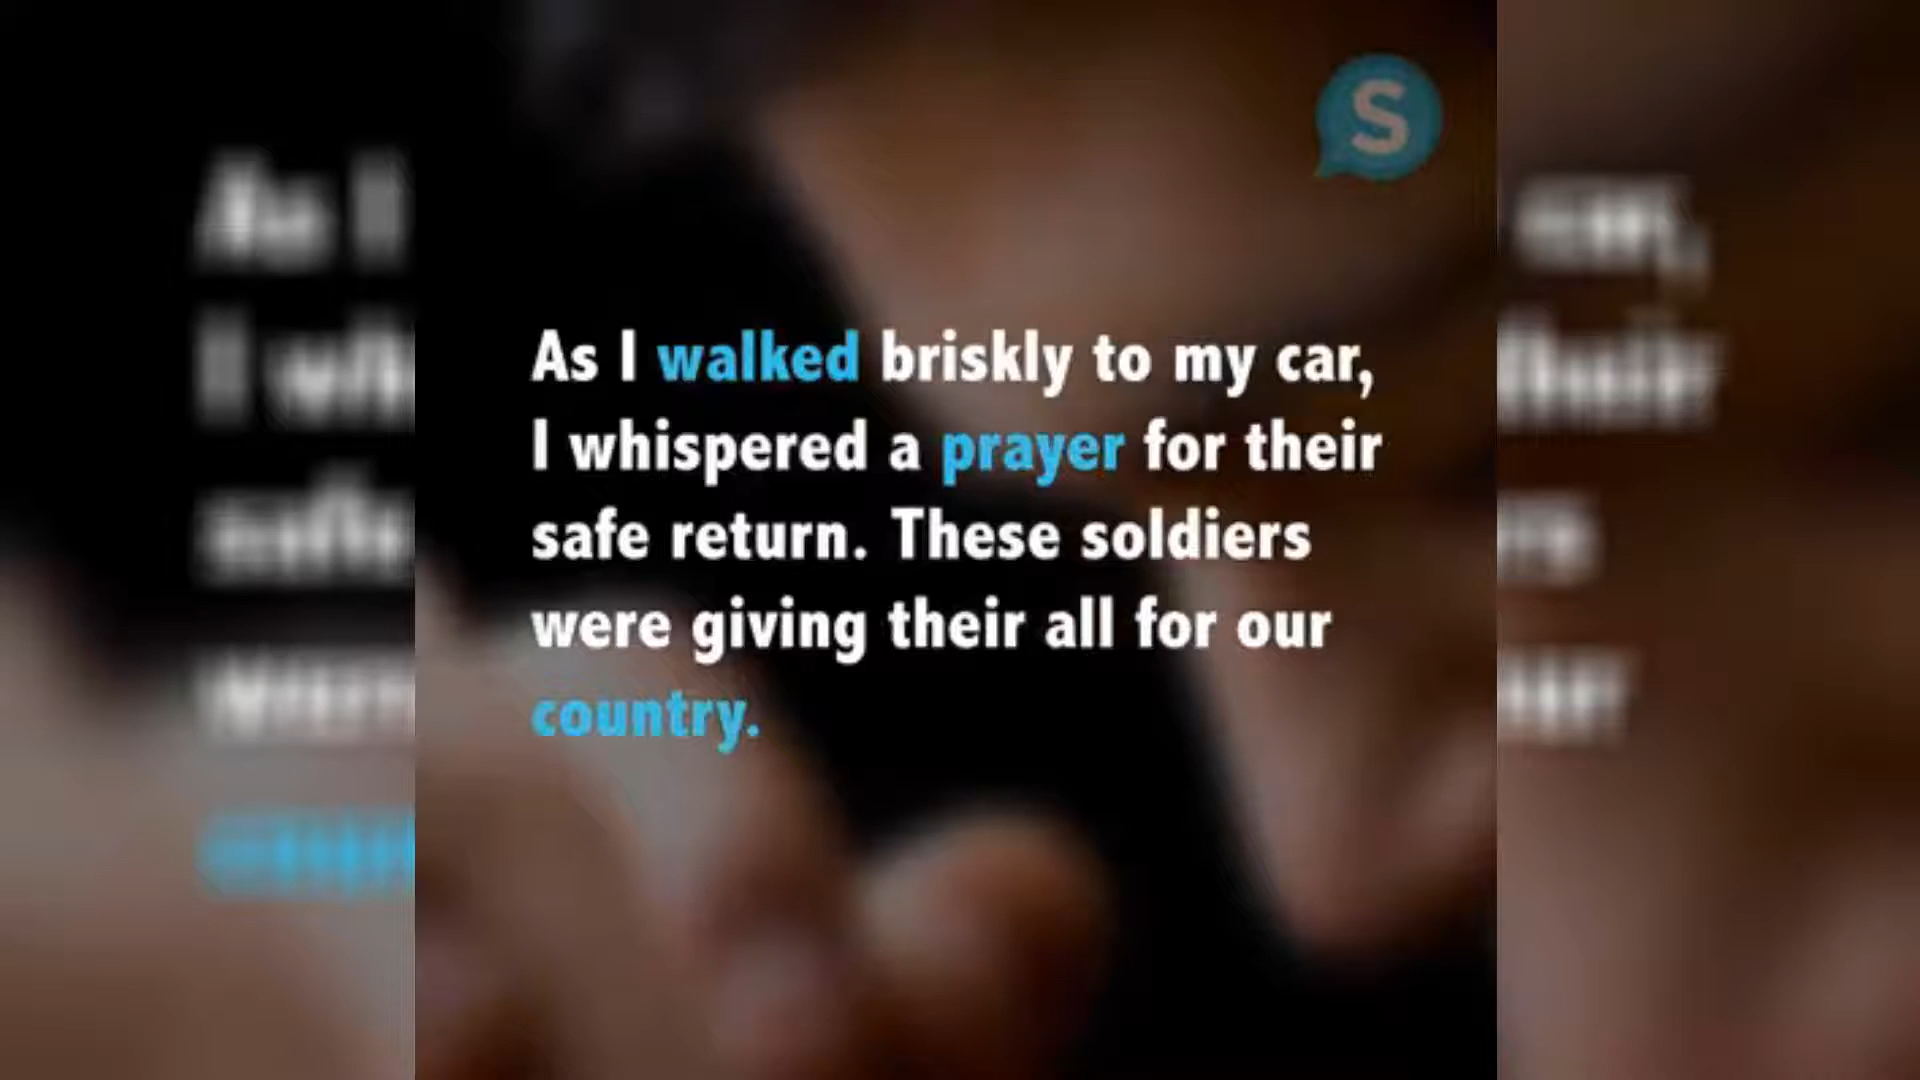 S
As I walked briskly to my car,
I whispered a prayer for their
safe return. These soldiers
were giving their all for our
country.